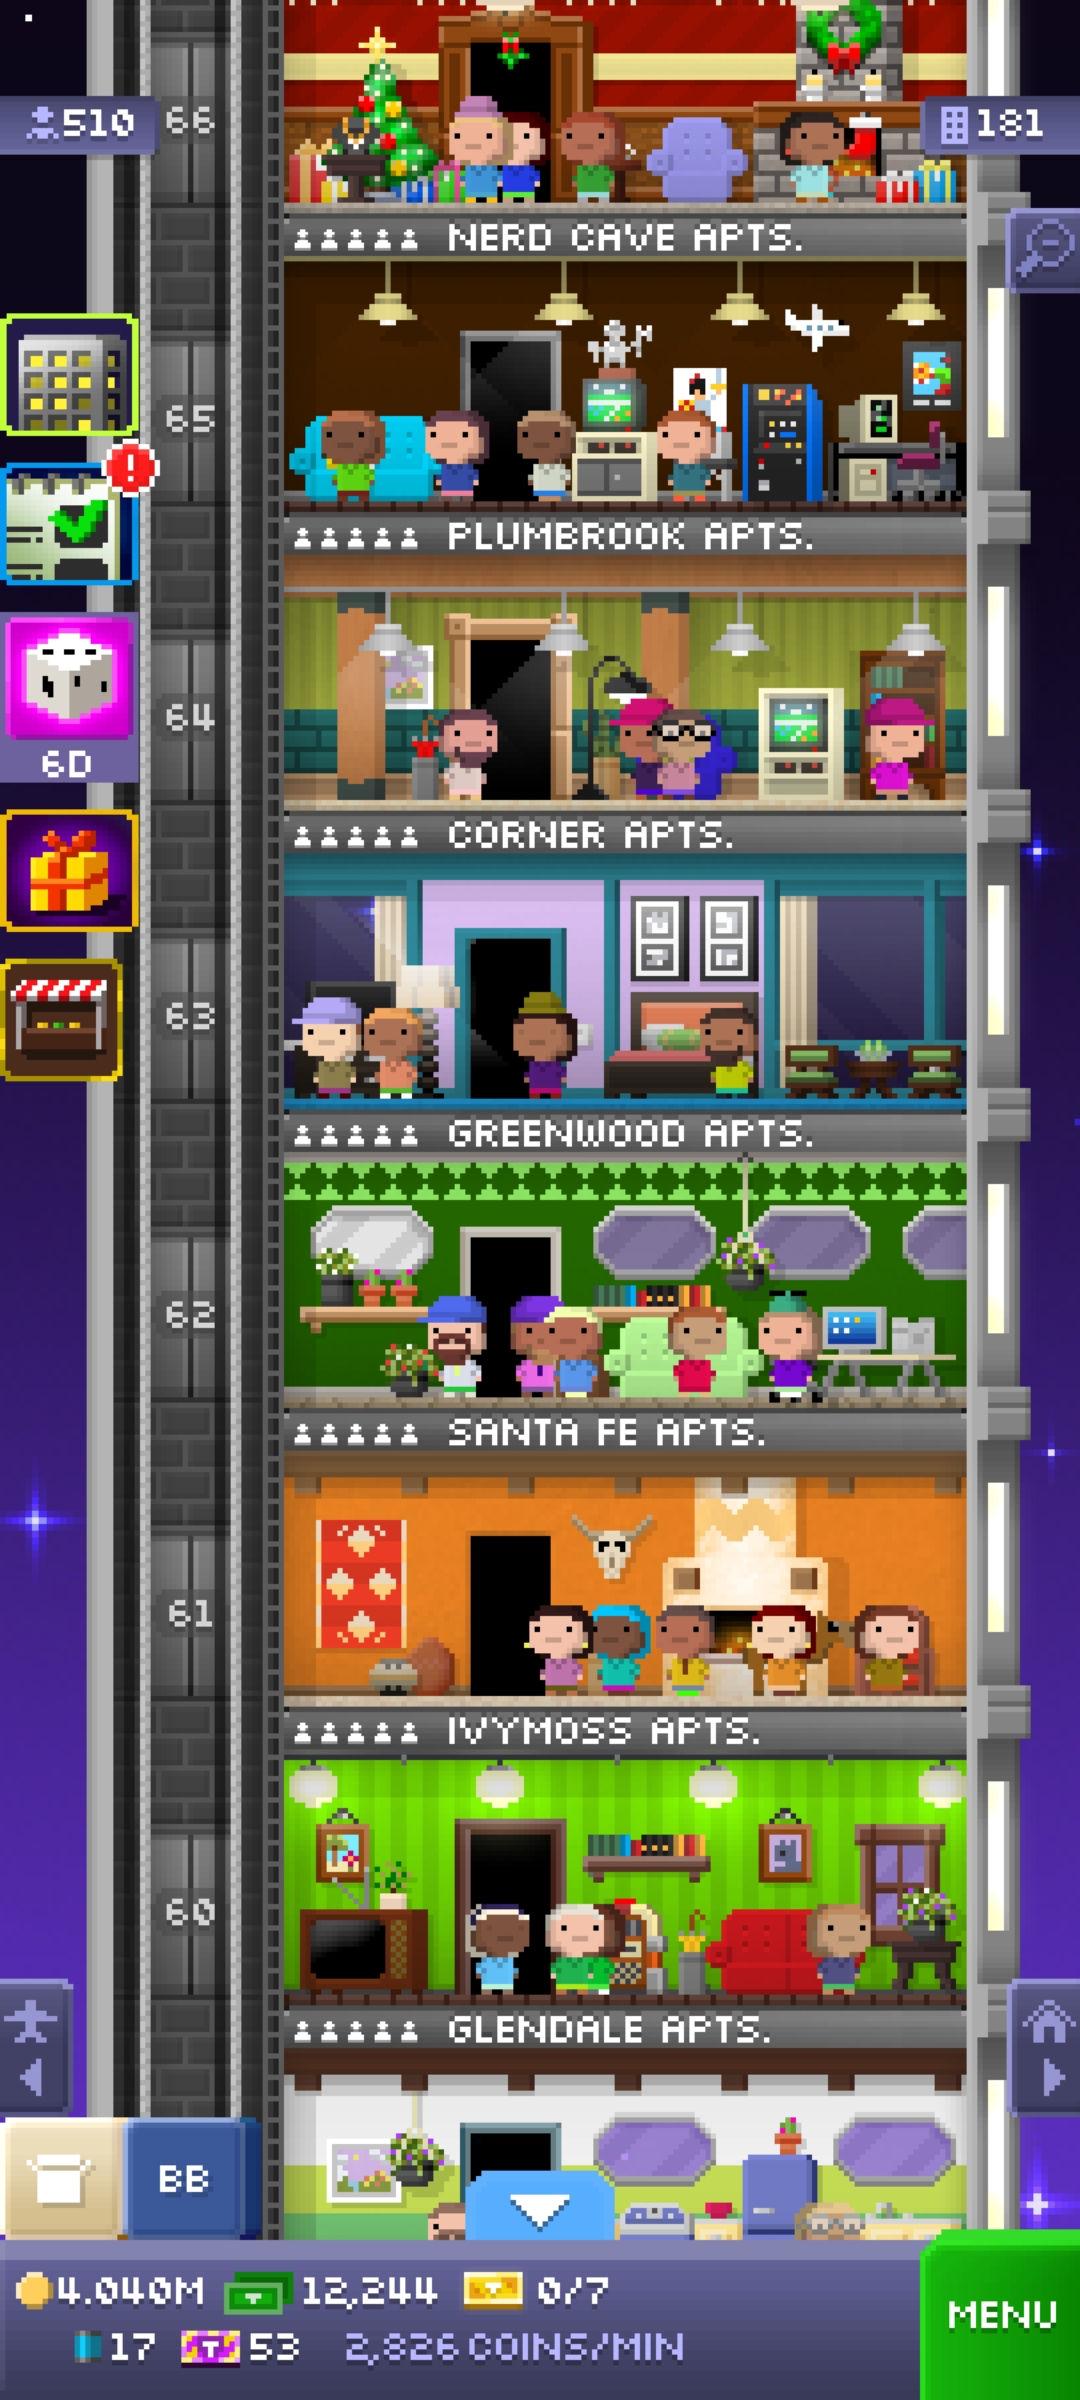 510
66
181
NERD CAVE APTS.
65
PLUMBROOK APTS.
64
6D
CORNER APTS.
63
GREENWOOD APTS.
62
SANTA FE APTS.
61
IVYMOSS APTS.
60
GLENDALE APTS.
BB
4.040M 12,244 0/7
MENU
17 53 2,826 COINS/MIN